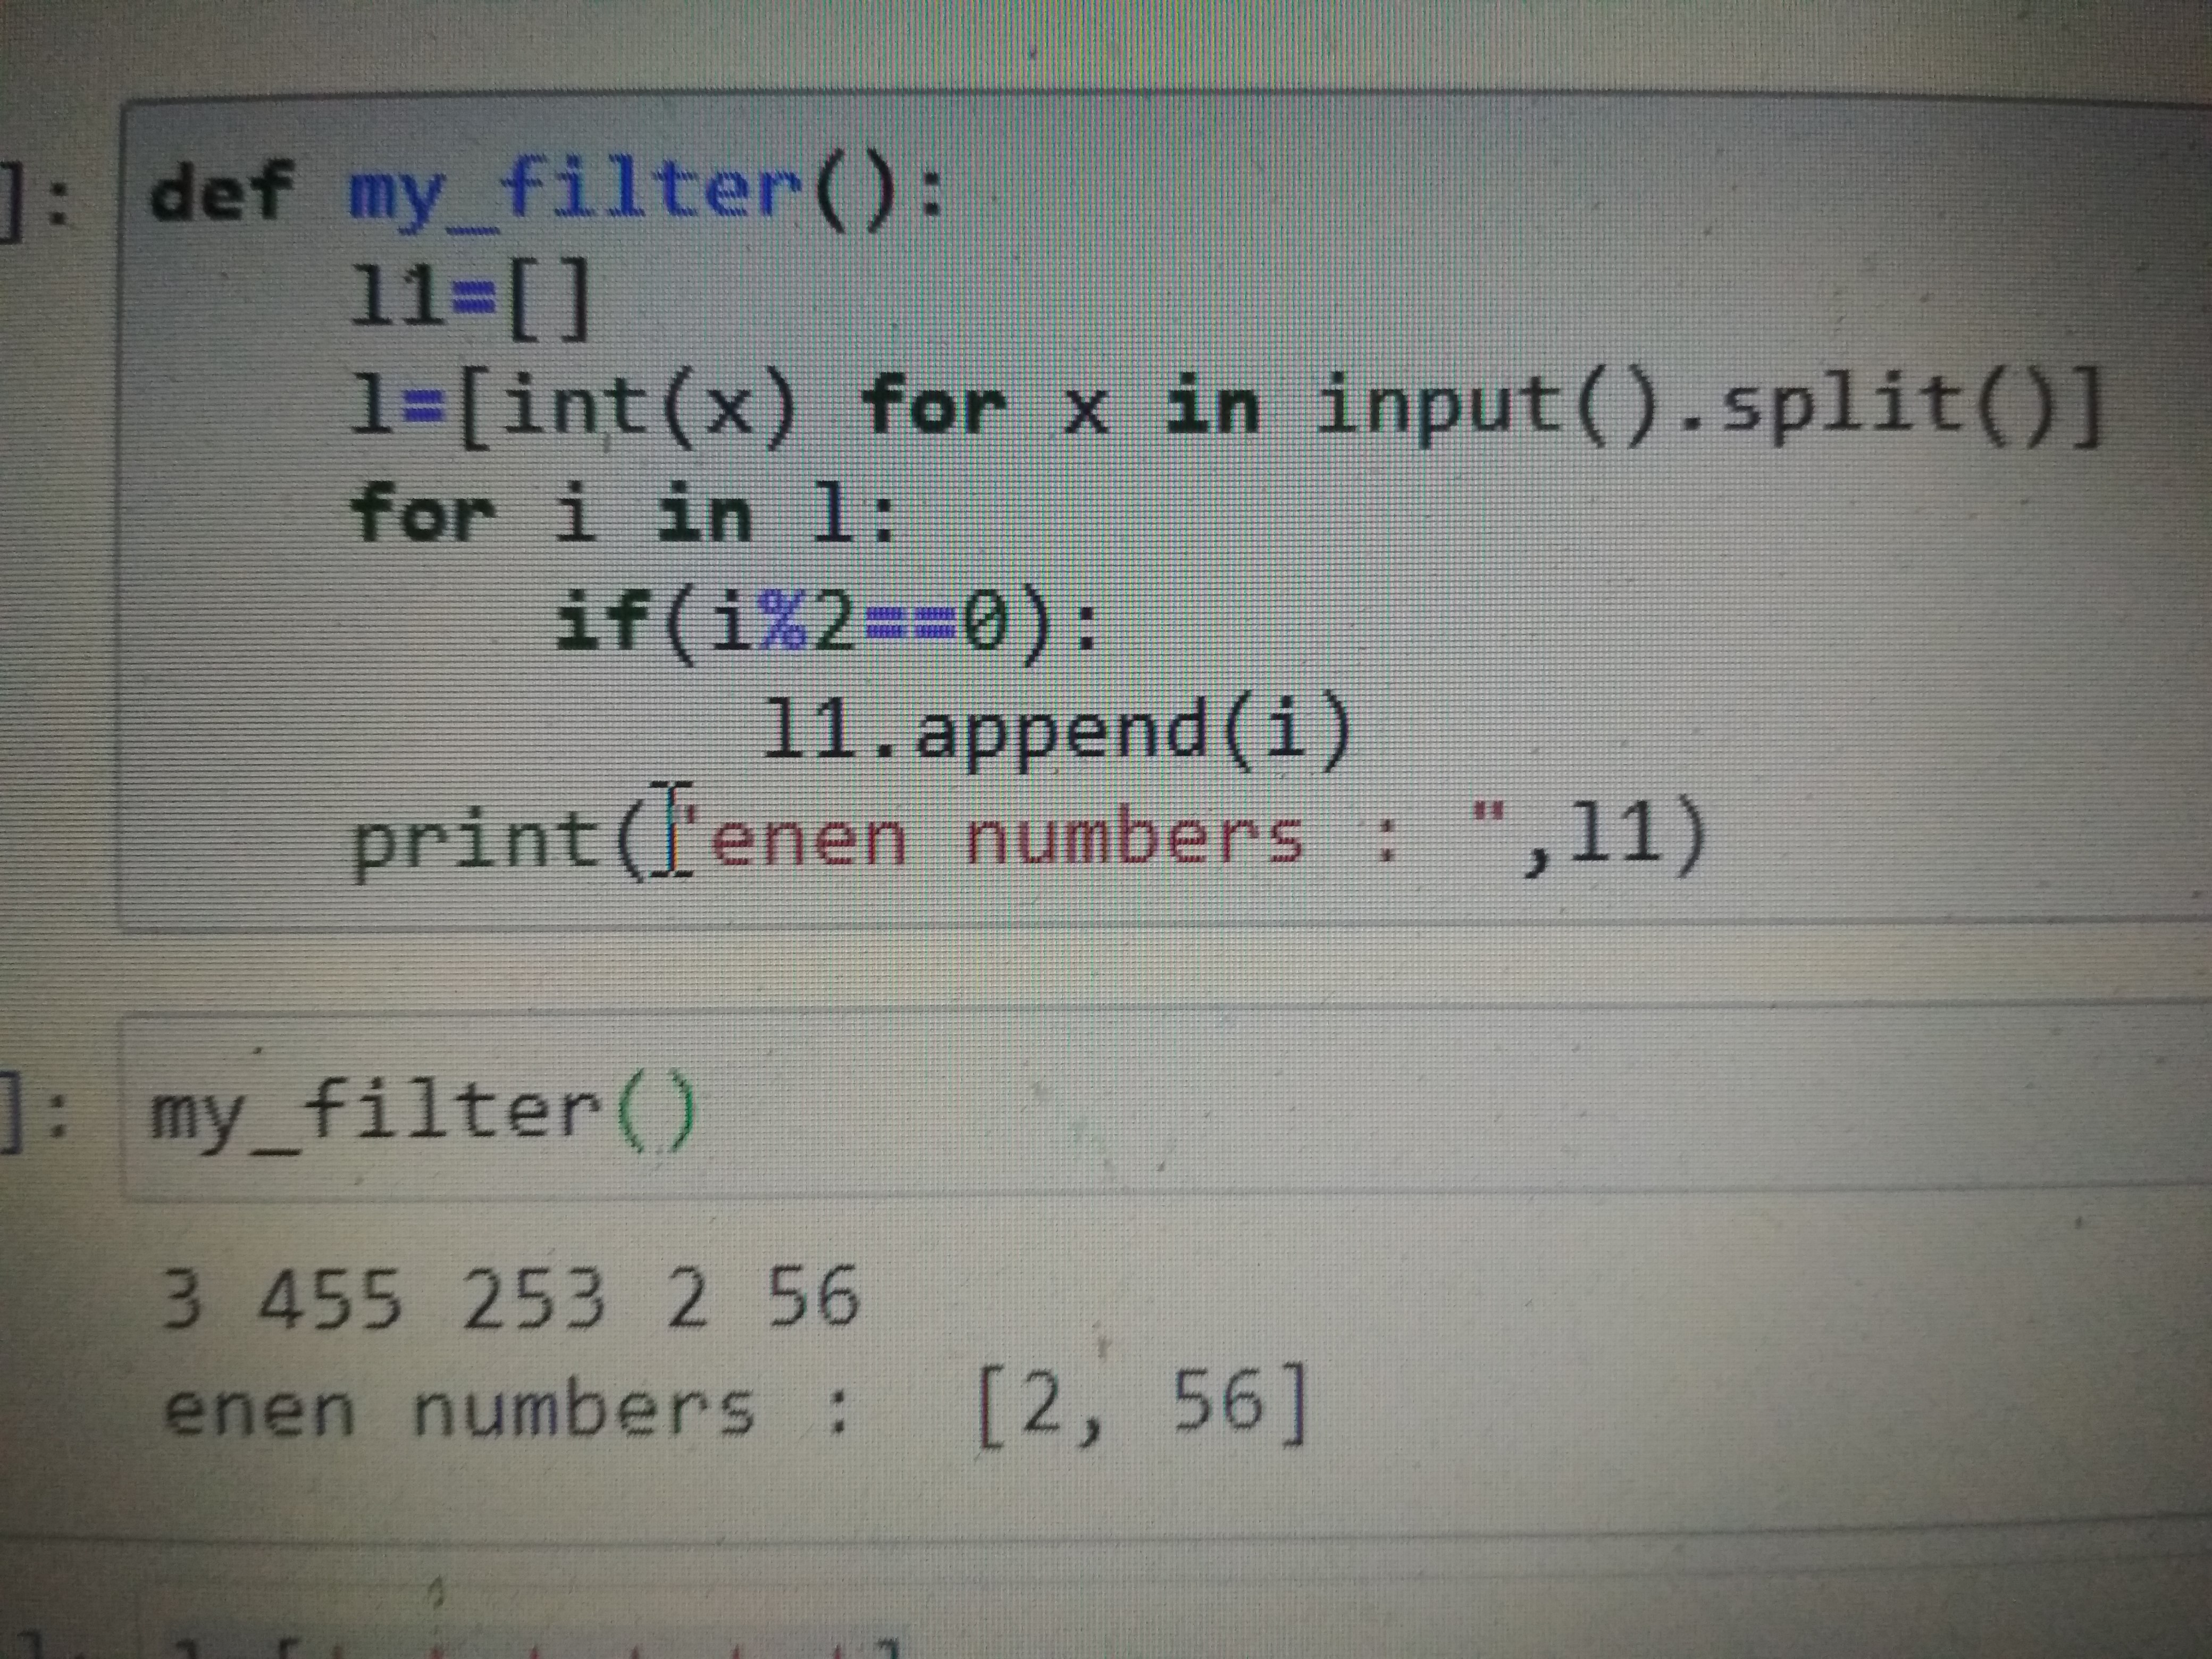 ]: def my_filter():
l1=[]
l=[int(x) for x in input().split()]
for i in l:
if(i%2==0):
l1.append(i)
print("enen numbers : ",l1)
]: my_filter()
3 455 253 2 56
enen numbers :  [2, 56]